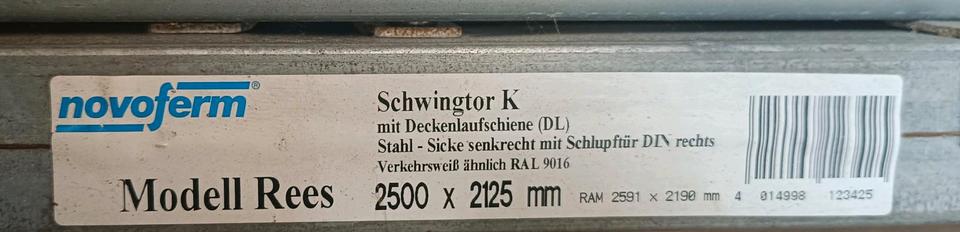 novoferm®
Schwingtor K
mit Deckenlaufschiene (DL)
Stahl - Sicke senkrecht mit Schlupftür DIN rechts
Verkehrsweiß ähnlich RAL 9016
Modell Rees 2500 x 2125 mm RAM 2591 x 2190 mm 4 014998 123425